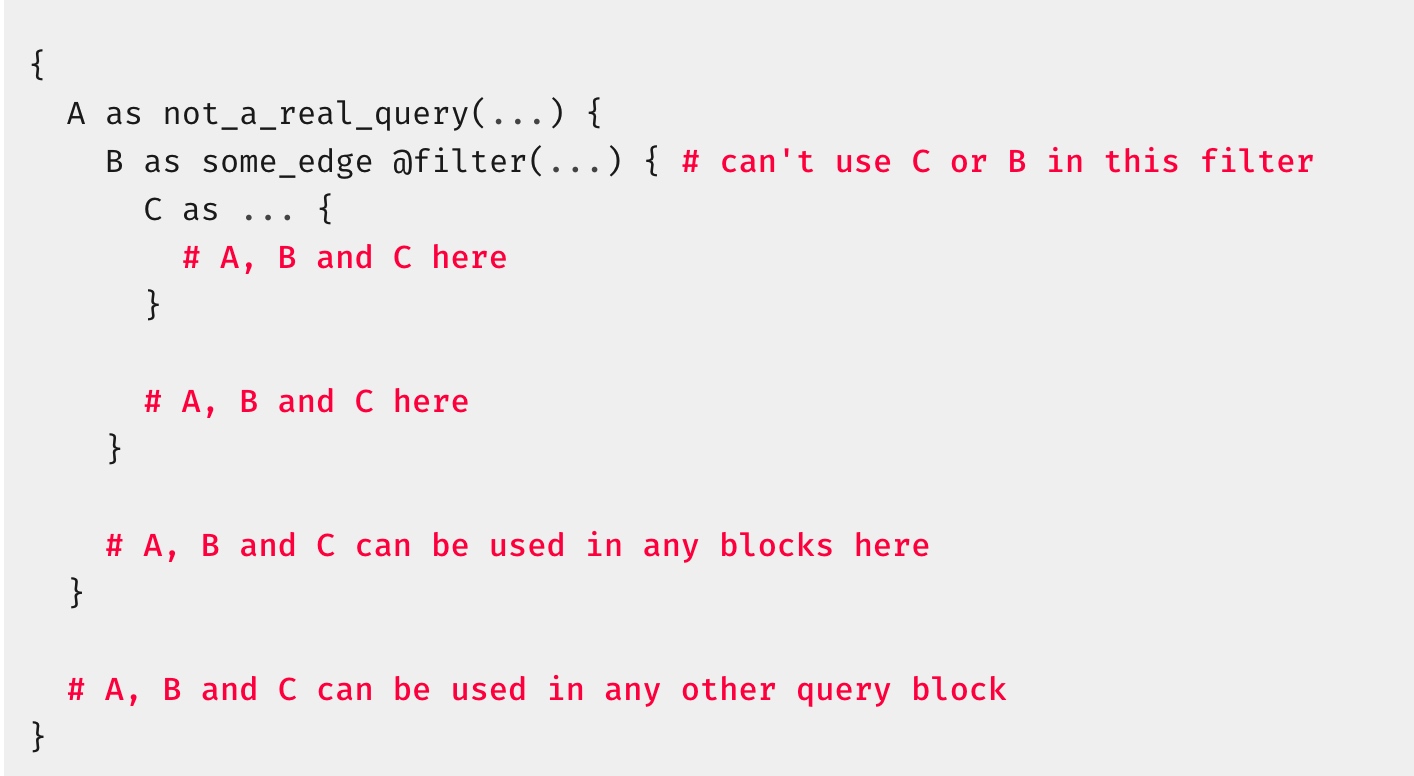 {
  A as not_a_real_query(...) {
    B as some_edge @filter(...) { # can't use C or B in this filter
      C as ... {
        # A, B and C here
      }

      # A, B and C here
    }

    # A, B and C can be used in any blocks here
  }

  # A, B and C can be used in any other query block
}